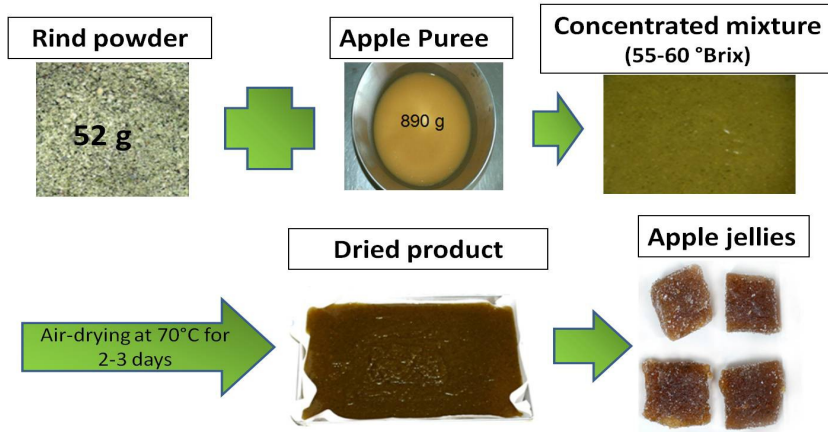 Rind powder
Apple Puree
Concentrated mixture
(55-60 °Brix)
52 g
890 g
Dried product
Apple jellies
Air-drying at 70°C for
2-3 days